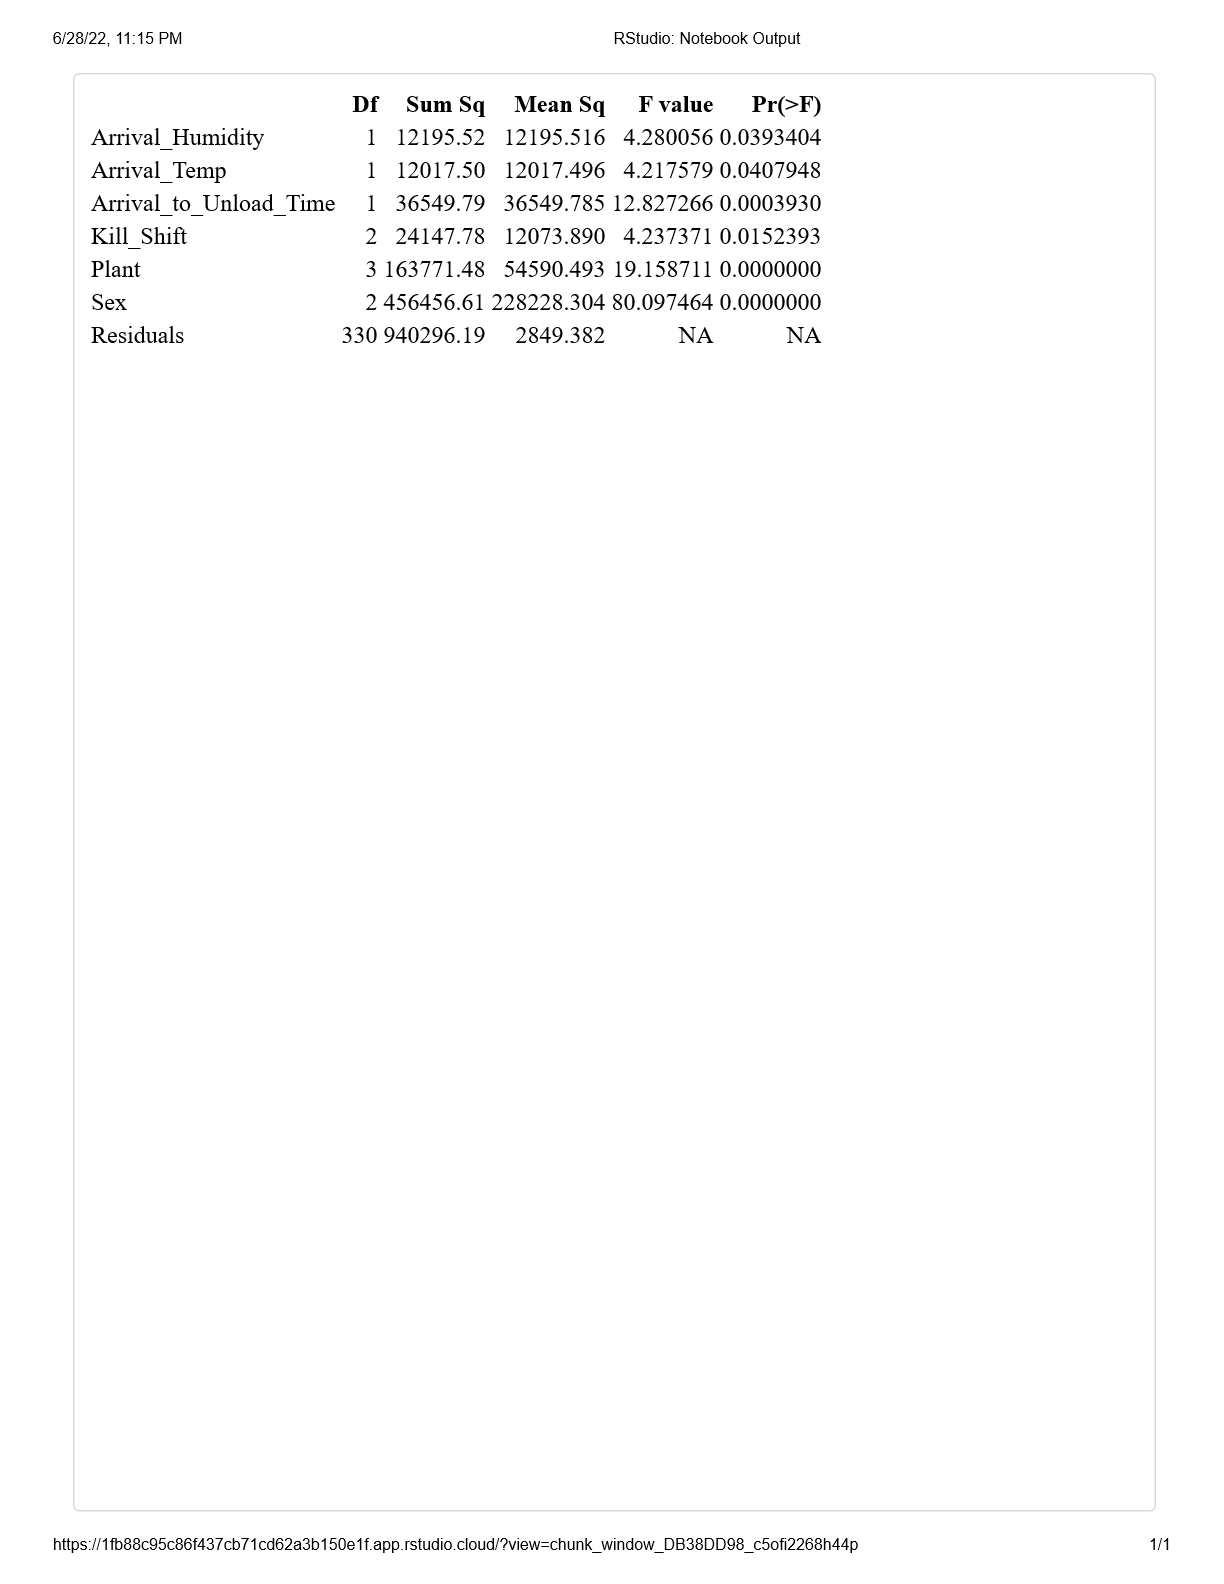 6/28/22, 11:15 PM RStudio: Notebook Output
Df Sum Sq Mean Sq F value Pr(>F)
Arrival_Humidity 1 12195.52 12195.516 4.280056 0.0393404
Arrival_Temp 1 12017.50 12017.496 4.217579 0.0407948
Arrival_to_Unload_Time 1 36549.79 36549.785 12.827266 0.0003930
Kill_Shift 2 24147.78 12073.890 4.237371 0.0152393
Plant 3 163771.48 54590.493 19.158711 0.0000000
Sex 2 456456.61 228228.304 80.097464 0.0000000
Residuals 330 940296.19 2849.382 NA NA
https://1fb88c95c86f437cb71cd62a3b150e1f.app.rstudio.cloud/?view=chunk_window_DB38DD98_c5ofi2268h44p 1/1